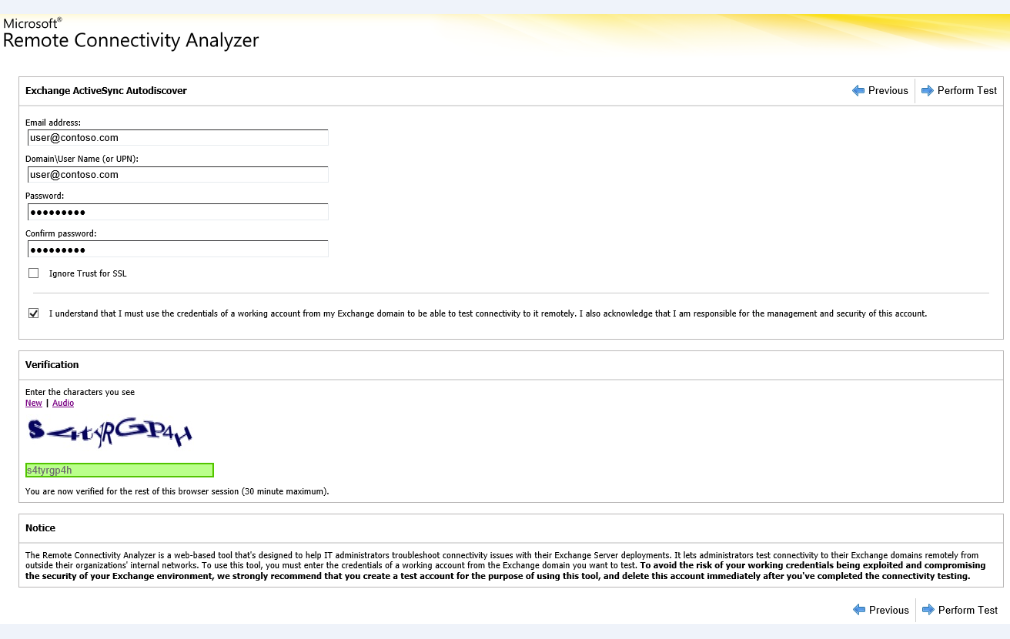 Microsoft®
Remote Connectivity Analyzer
Exchange ActiveSync Autodiscover
Previous
Perform Test
Email address:
user@contoso.com
Domain\User Name (or UPN):
user@contoso.com
Password:
•••••••••
Confirm password:
•••••••••
Ignore Trust for SSL
I understand that I must use the credentials of a working account from my Exchange domain to be able to test connectivity to it remotely. I also acknowledge that I am responsible for the management and security of this account.
Verification
Enter the characters you see
New | Audio
S4tyRGP4H
s4tyrgp4h
You are now verified for the rest of this browser session (30 minute maximum).
Notice
The Remote Connectivity Analyzer is a web-based tool that's designed to help IT administrators troubleshoot connectivity issues with their Exchange Server deployments. It lets administrators test connectivity to their Exchange domains remotely from
outside their organizations' internal networks. To use this tool, you must enter the credentials of a working account from the Exchange domain you want to test. To avoid the risk of your working credentials being exploited and compromising
the security of your Exchange environment, we strongly recommend that you create a test account for the purpose of using this tool, and delete this account immediately after you've completed the connectivity testing.
Previous
Perform Test